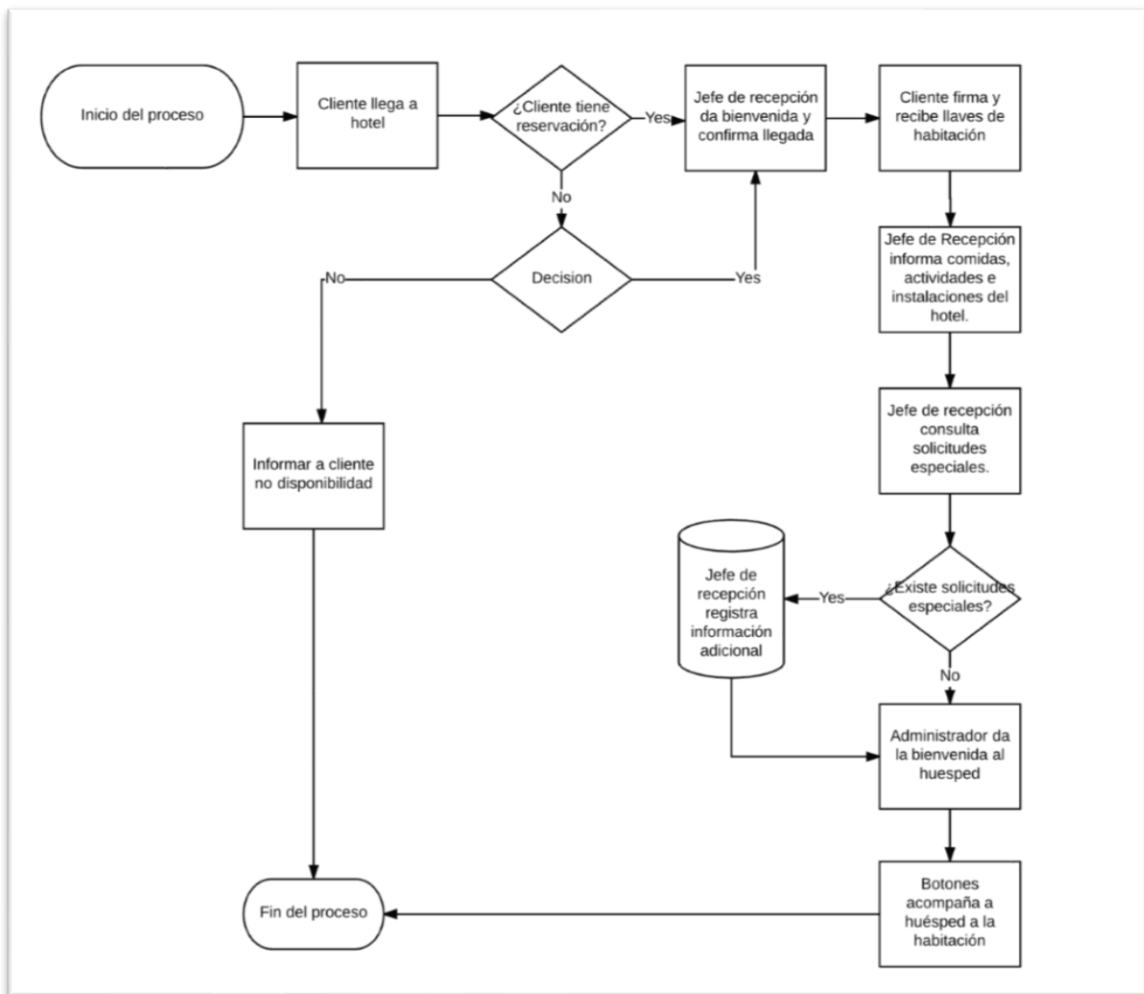 Inicio del proceso
Cliente llega a
hotel
¿Cliente tiene
reservación?
Yes
Jefe de recepción
da bienvenida y
confirma llegada
Cliente firma y
recibe llaves de
habitación
No
Decision
No
Yes
Jefe de Recepción
informa comidas,
actividades e
instalaciones del
hotel.
Informar a cliente
no disponibilidad
Jefe de recepción
consulta
solicitudes
especiales.
¿Existe solicitudes
especiales?
Yes
Jefe de
recepción
registra
información
adicional
No
Administrador da
la bienvenida al
huesped
Botones
acompaña a
huésped a la
habitación
Fin del proceso